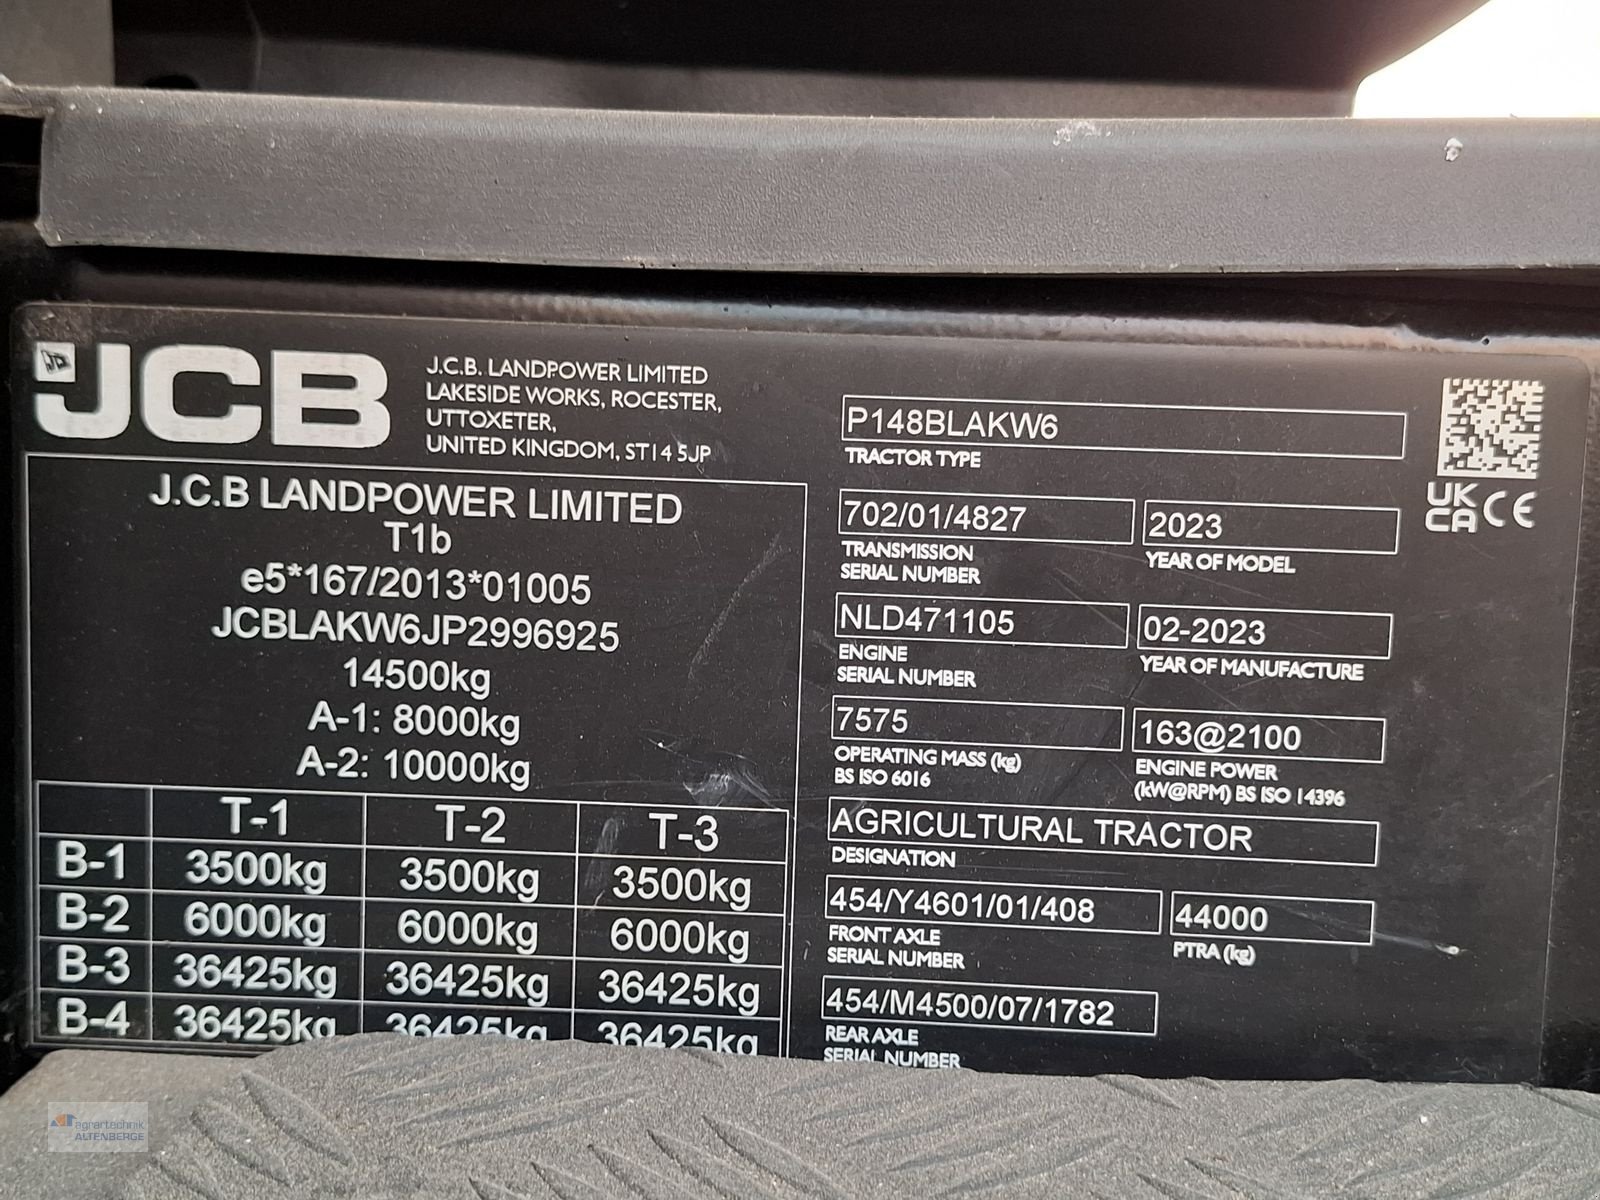 JCB
J.C.B. LANDPOWER LIMITED
LAKESIDE WORKS, ROCESTER,
UTTOXETER,
UNITED KINGDOM, ST14 5JP
J.C.B LANDPOWER LIMITED
T1b
e5*167/2013*01005
JCBLAKW6JP2996925
14500kg
A-1: 8000kg
A-2: 10000kg
T-1 T-2 T-3
B-1 3500kg 3500kg 3500kg
B-2 6000kg 6000kg 6000kg
B-3 36425kg 36425kg 36425kg
B-4 36425kg 36425kg 36425kg
P148BLAKW6
TRACTOR TYPE
UK
CA CE
702/01/4827
TRANSMISSION
SERIAL NUMBER
2023
YEAR OF MODEL
NLD471105
ENGINE
SERIAL NUMBER
02-2023
YEAR OF MANUFACTURE
7575
OPERATING MASS (kg)
BS ISO 6016
163@2100
ENGINE POWER
(kW@RPM) BS ISO 14396
AGRICULTURAL TRACTOR
DESIGNATION
454/Y4601/01/408
FRONT AXLE
SERIAL NUMBER
44000
PTRA (kg)
454/M4500/07/1782
REAR AXLE
SERIAL NUMBER
agrartechnik
ALTENBERGE